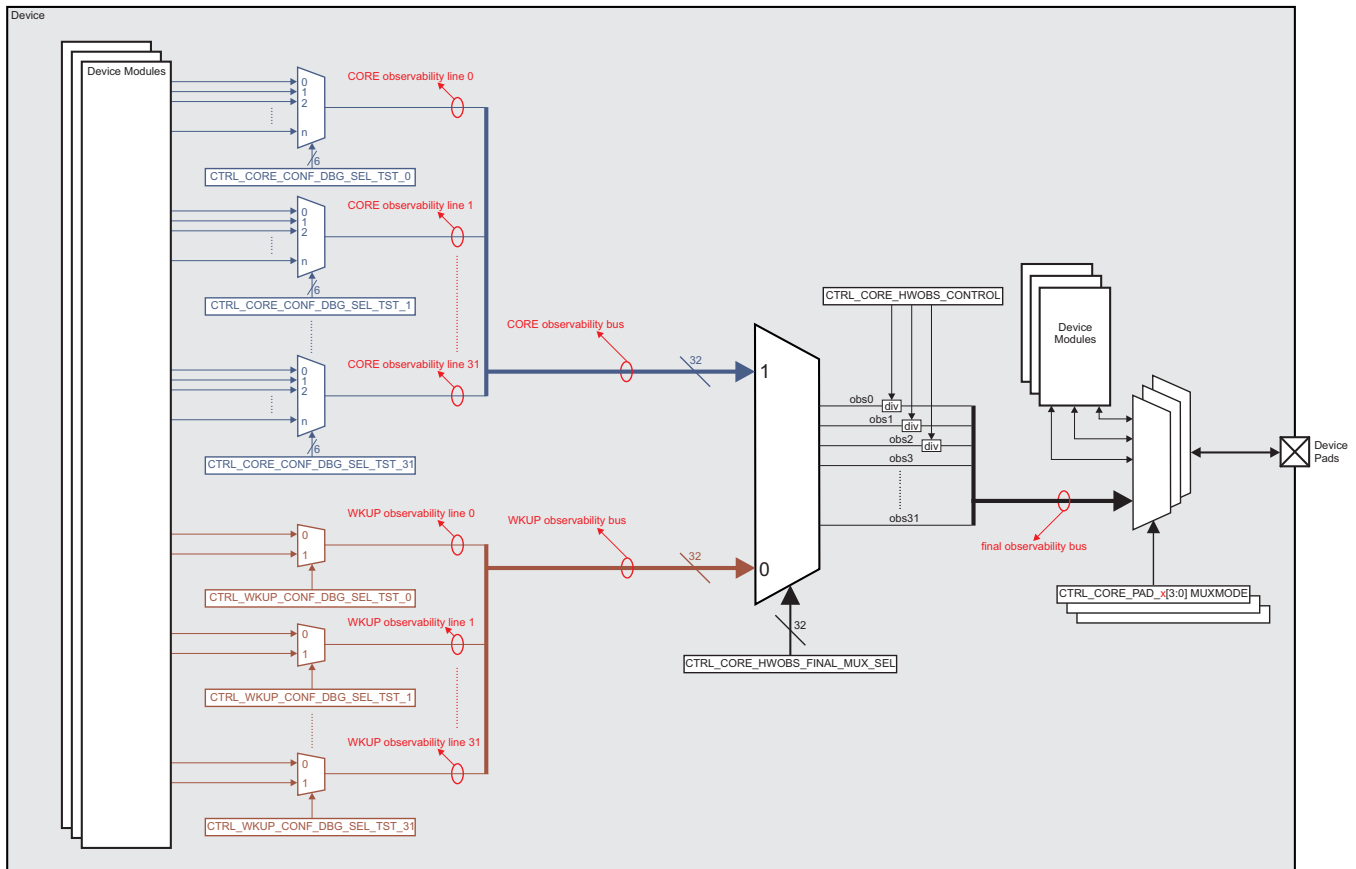 Device
Device Modules
0
1
2
n
6
CTRL_CORE_CONF_DBG_SEL_TST_0
CORE observability line 0
0
1
2
n
6
CTRL_CORE_CONF_DBG_SEL_TST_1
CORE observability line 1
0
1
2
n
6
CTRL_CORE_CONF_DBG_SEL_TST_31
CORE observability line 31
CORE observability bus
32
0
1
CTRL_WKUP_CONF_DBG_SEL_TST_0
WKUP observability line 0
0
1
CTRL_WKUP_CONF_DBG_SEL_TST_1
WKUP observability line 1
0
1
CTRL_WKUP_CONF_DBG_SEL_TST_31
WKUP observability line 31
WKUP observability bus
32
1
0
32
CTRL_CORE_HWOBS_FINAL_MUX_SEL
CTRL_CORE_HWOBS_CONTROL
obs0
div
obs1
div
obs2
div
obs3
obs31
final observability bus
Device
Modules
CTRL_CORE_PAD_x[3:0] MUXMODE
Device
Pads